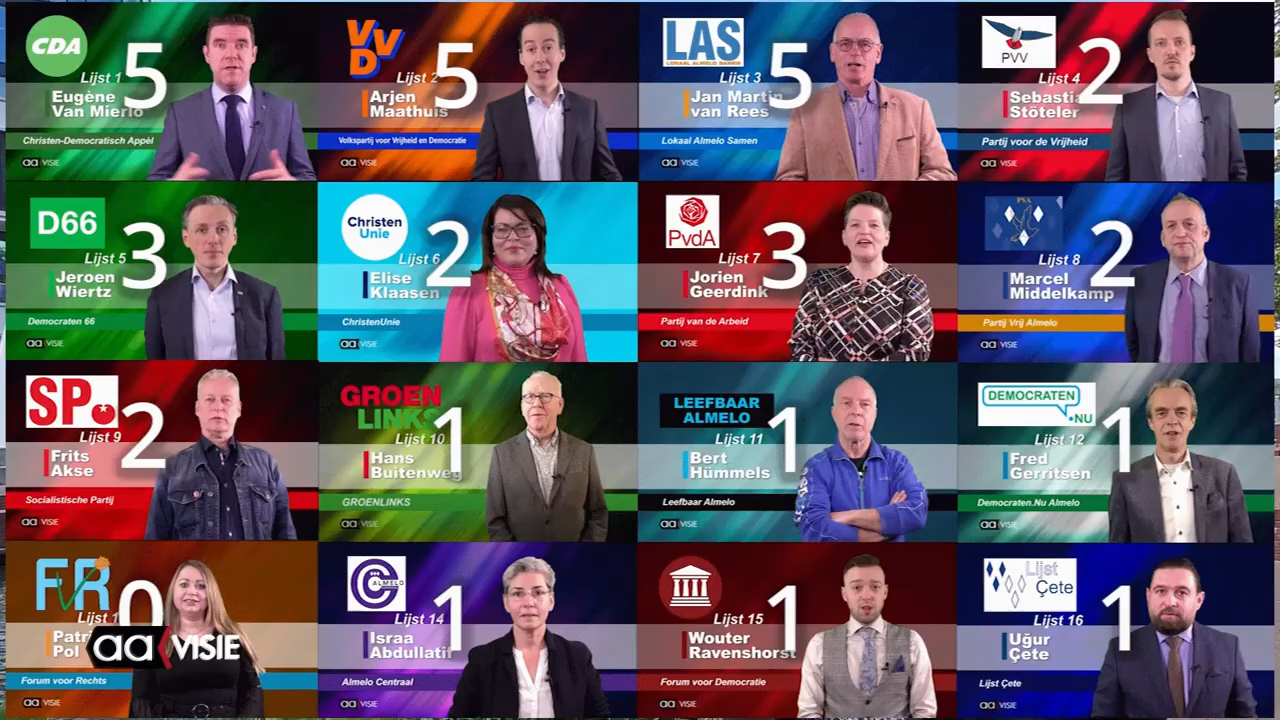 CDA
5
Lijst 1
Eugène
Van Mierlo
Christen-Democratisch Appèl
aa VISIE
VVD
5
Lijst 2
Arjen
Maathuis
Volkspartij voor Vrijheid en Democratie
aa VISIE
LAS
LOKAAL ALMELO SAMEN
5
Lijst 3
Jan Martin
van Rees
Lokaal Almelo Samen
aa VISIE
PVV
2
Lijst 4
Stöteler
Partij voor de Vrijheid
aa VISIE
D66
3
Lijst 5
Jeroen
Wiertz
Democraten 66
aa VISIE
Christen
Unie
2
Lijst 6
Elise
Klaasen
ChristenUnie
aa VISIE
PvdA
3
Lijst 7
Jorien
Geerdink
Partij van de Arbeid
aa VISIE
PVA
2
Lijst 8
Marcel
Middelkamp
Partij Vrij Almelo
aa VISIE
SP
2
Lijst 9
Frits
Akse
Socialistische Partij
aa VISIE
GROEN
LINKS
1
Lijst 10
Hans
Buitenweg
GROENLINKS
aa VISIE
LEEFBAAR
ALMELO
1
Lijst 11
Bert
Hümmels
Leefbaar Almelo
aa VISIE
DEMOCRATEN
.NU
1
Lijst 12
Fred
Gerritsen
Democraten.Nu Almelo
aa VISIE
FVR
0
Lijst
Pol
aa VISIE
Forum voor Rechts
aa VISIE
ALMELO
1
Lijst 14
Israa
Abdullatif
Almelo Centraal
aa VISIE
1
Lijst 15
Wouter
Ravenshorst
Forum voor Democratie
aa VISIE
Lijst
Çete
1
Lijst 16
Uğur
Çete
Lijst Çete
aa VISIE